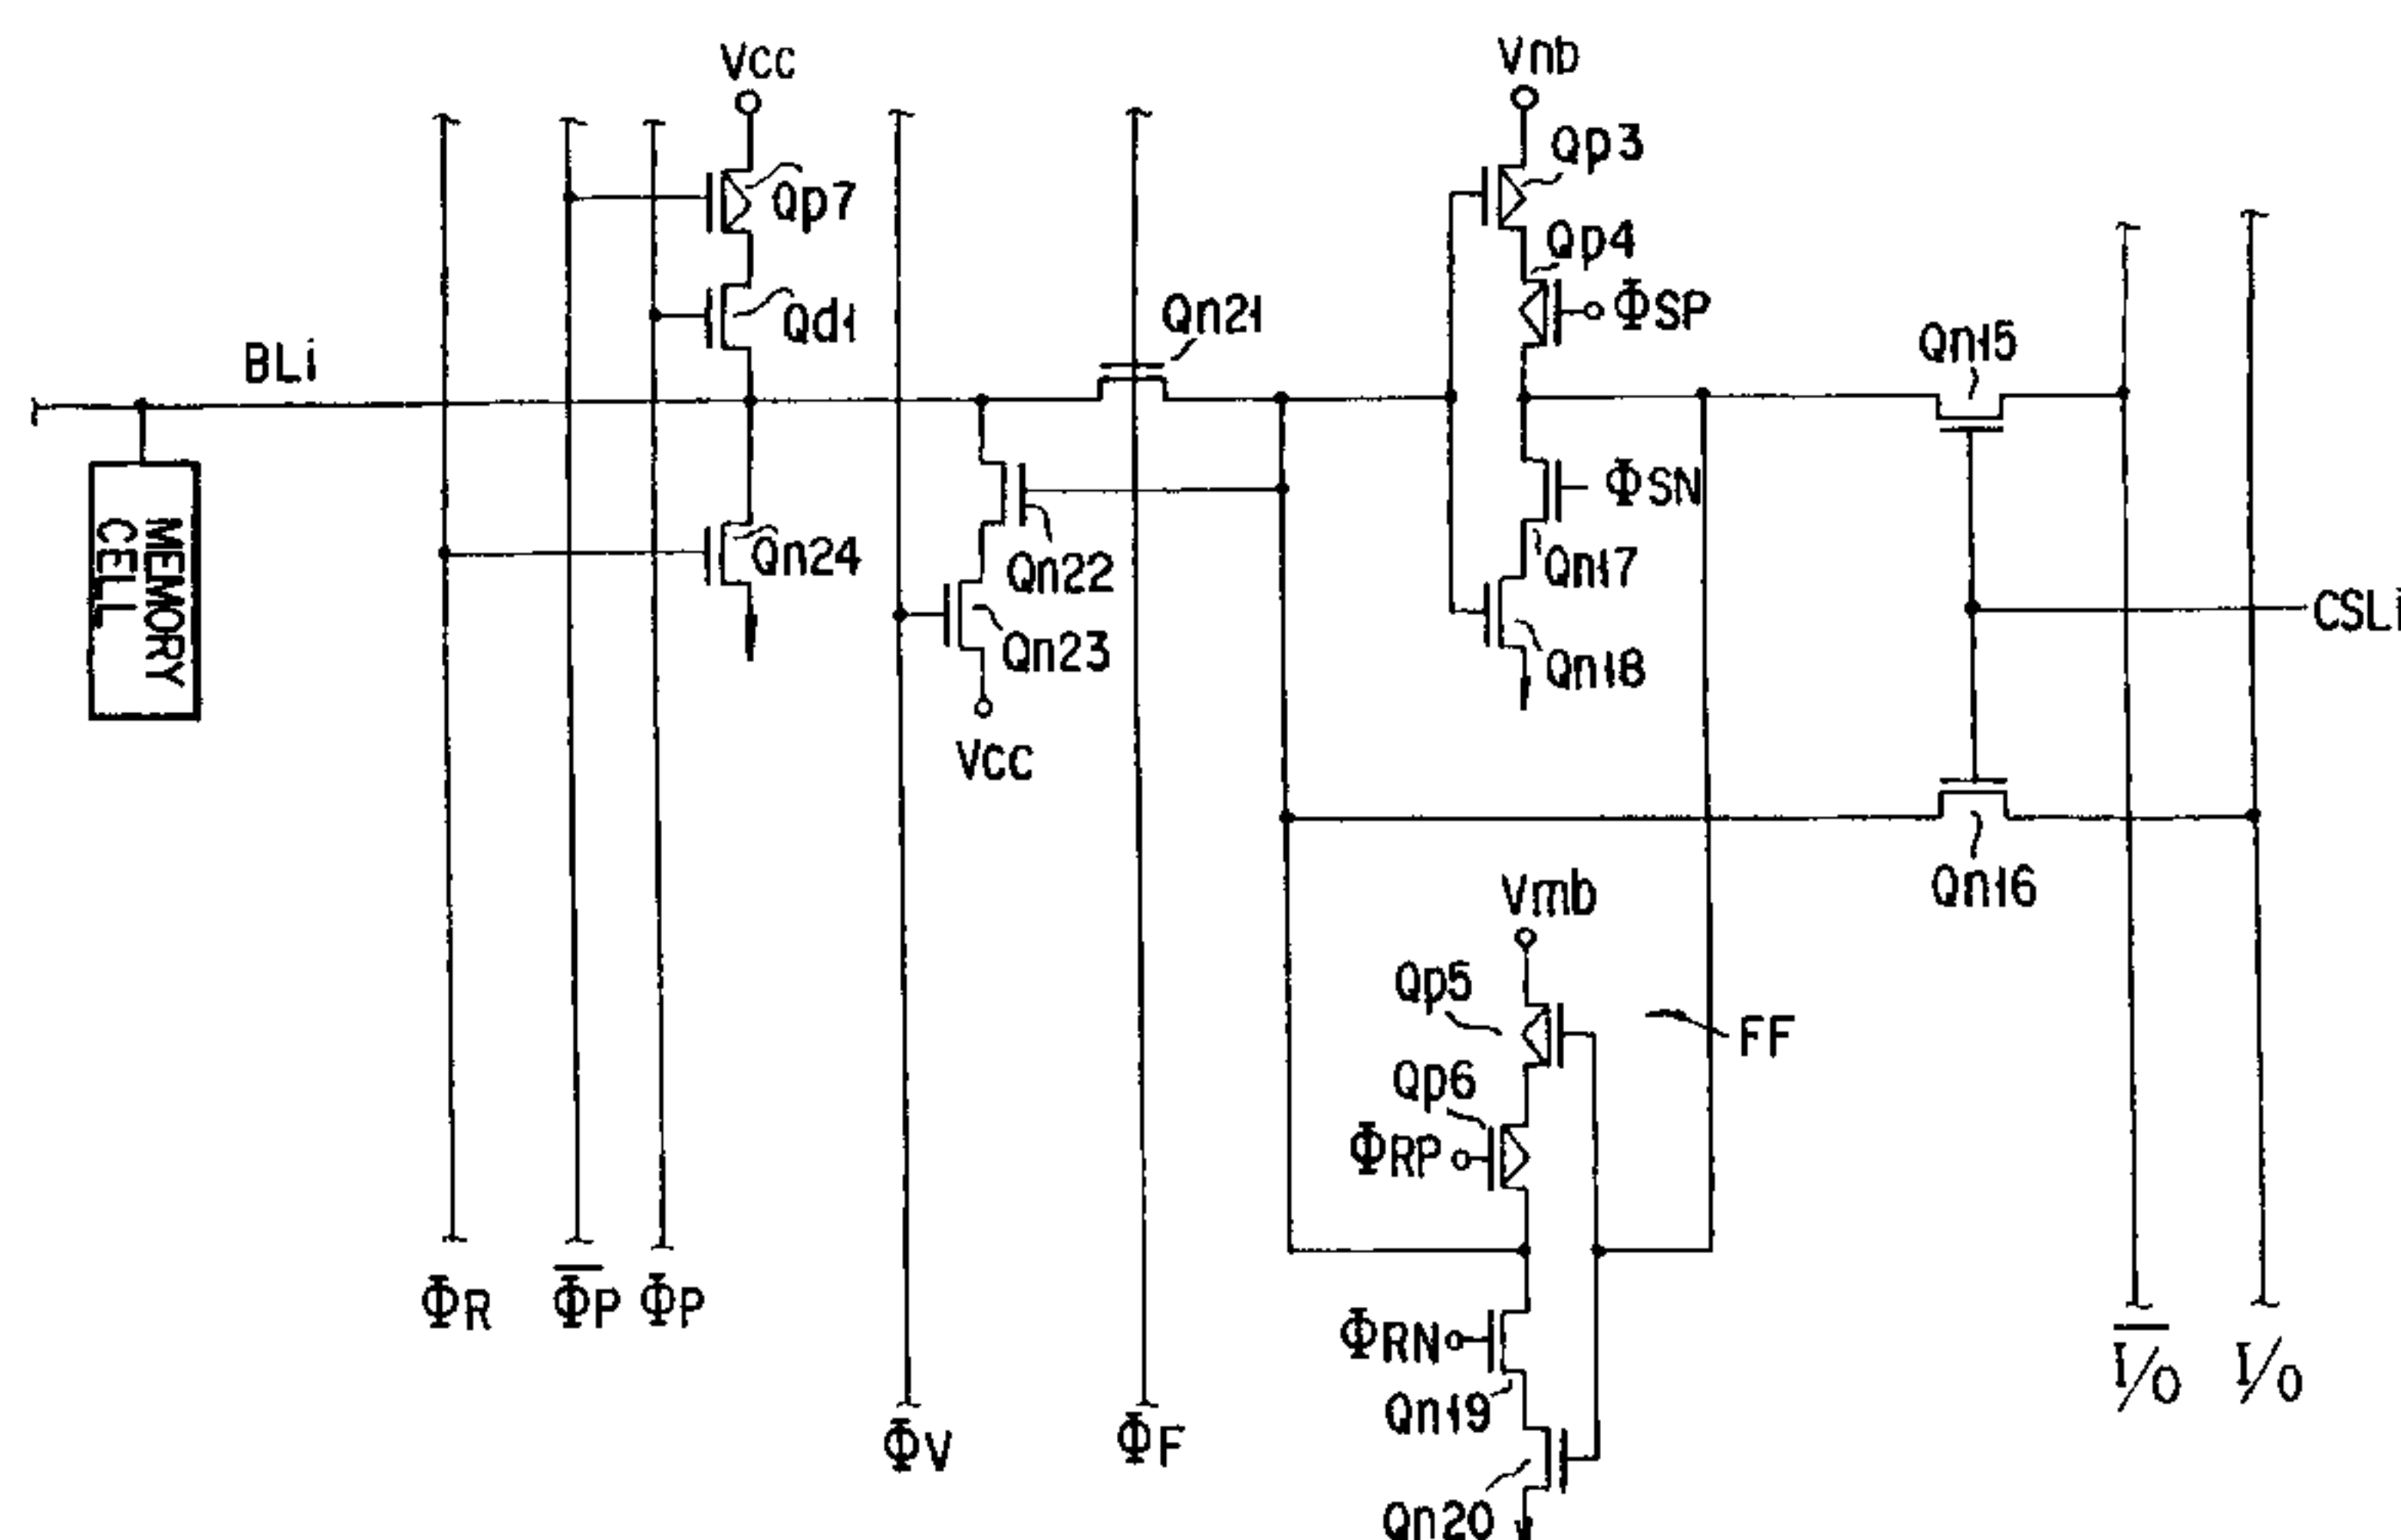 Vcc
Vnb
Qp3
Qp7
Qp4
ΦSP
Qd1
Qn21
Qn15
BLi
ΦSN
Qn24
Qn22
Qn17
CSLi
MEMORY
CELL
Qn23
Qn18
Vcc
Qn16
Vmb
Qp5
FF
Qp6
ΦRP
ΦR
Φ̅P
ΦP
ΦRN
Qn19
I̅/̅O̅
I/O
ΦV
ΦF
Qn20